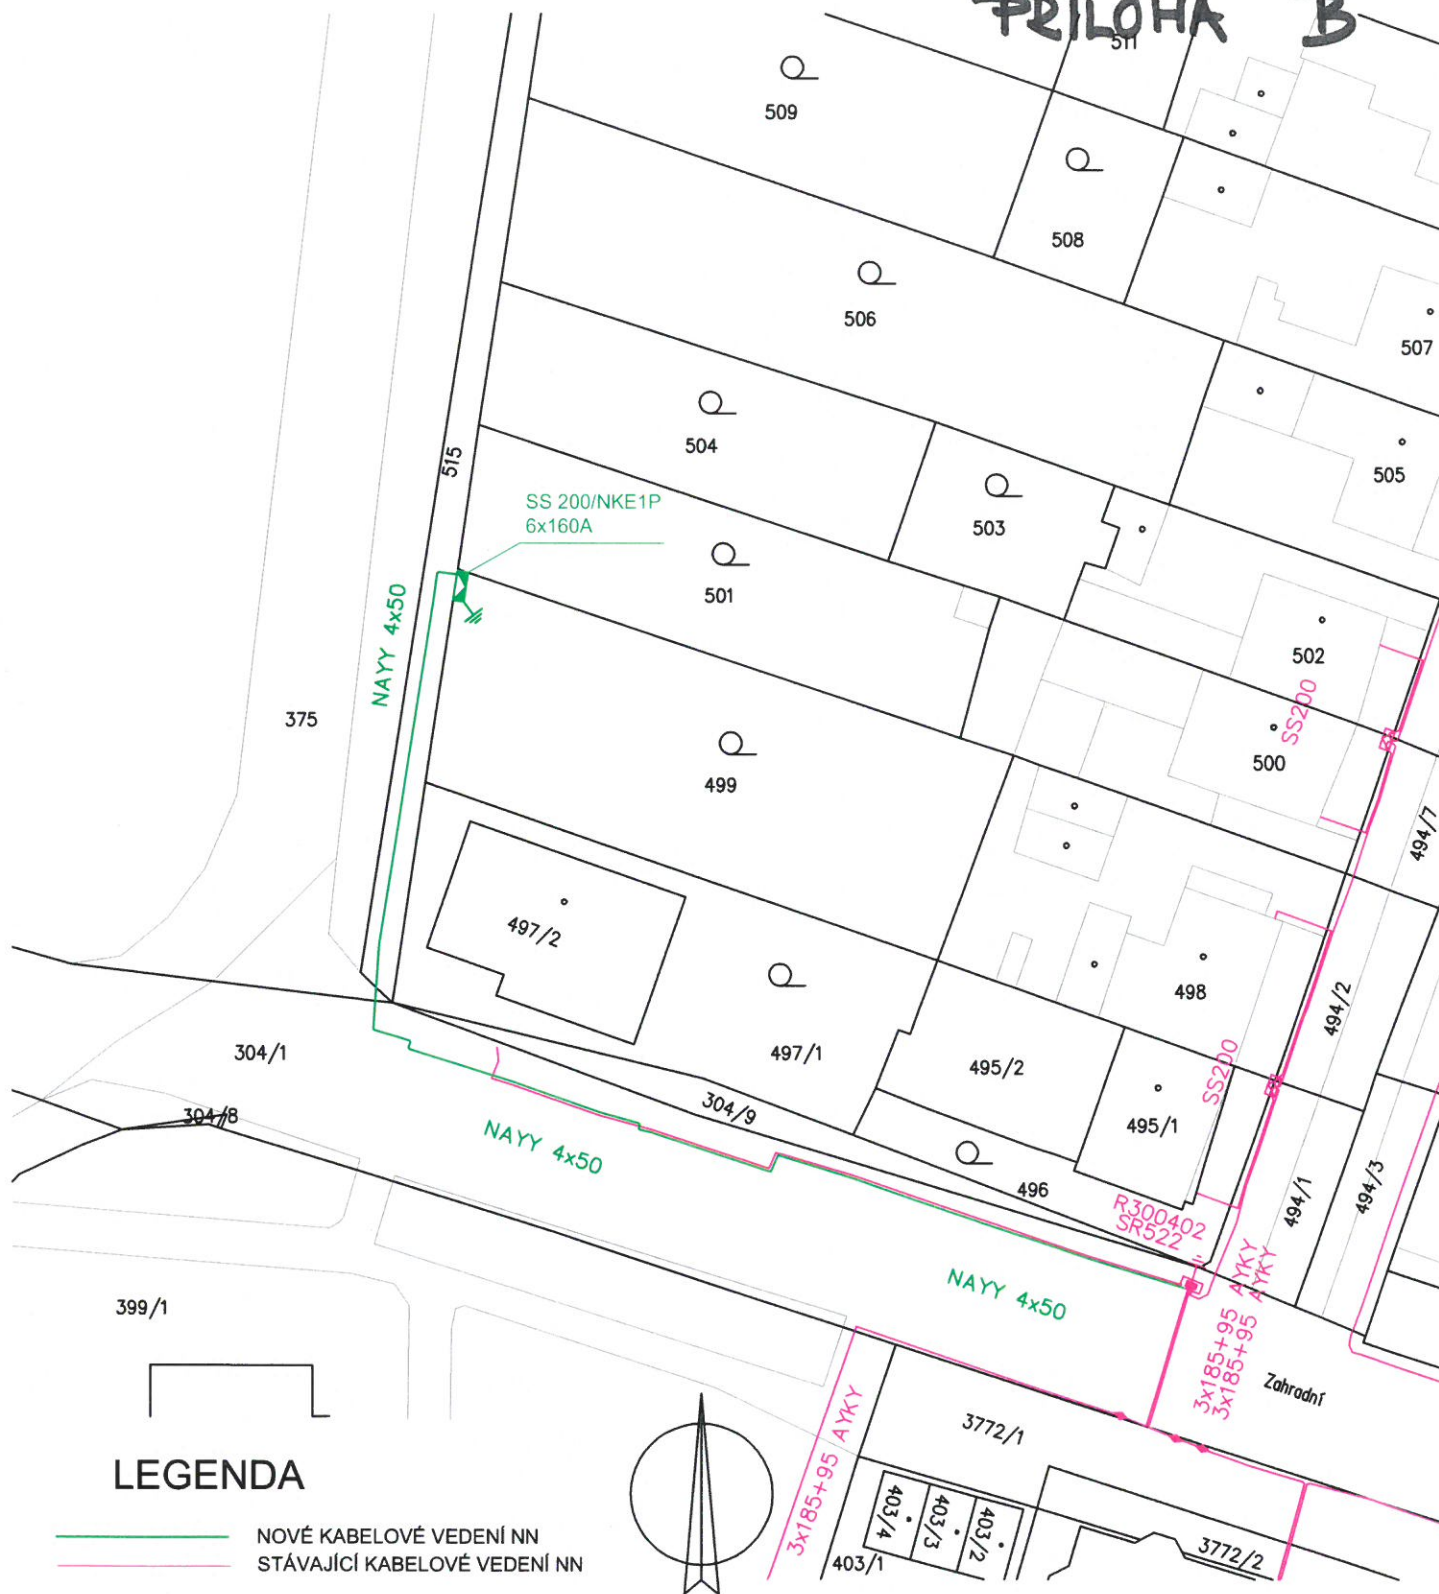 PŘÍLOHA B
511
509
508
506
507
504
505
515
503
SS 200/NKE1P
6x160A
501
NAYY 4x50
502
SS200
375
500
499
494/7
497/2
498
494/2
304/1
497/1
495/2
SS200
304/8
304/9
495/1
NAYY 4x50
496
494/1
494/3
R300402
SR522
NAYY 4x50
3x185+95 AYKY
3x185+95 AYKY
399/1
Zahradní
3x185+95 AYKY
3772/1
LEGENDA
403/4
403/3
403/2
403/1
3772/2
NOVÉ KABELOVÉ VEDENÍ NN
STÁVAJÍCÍ KABELOVÉ VEDENÍ NN